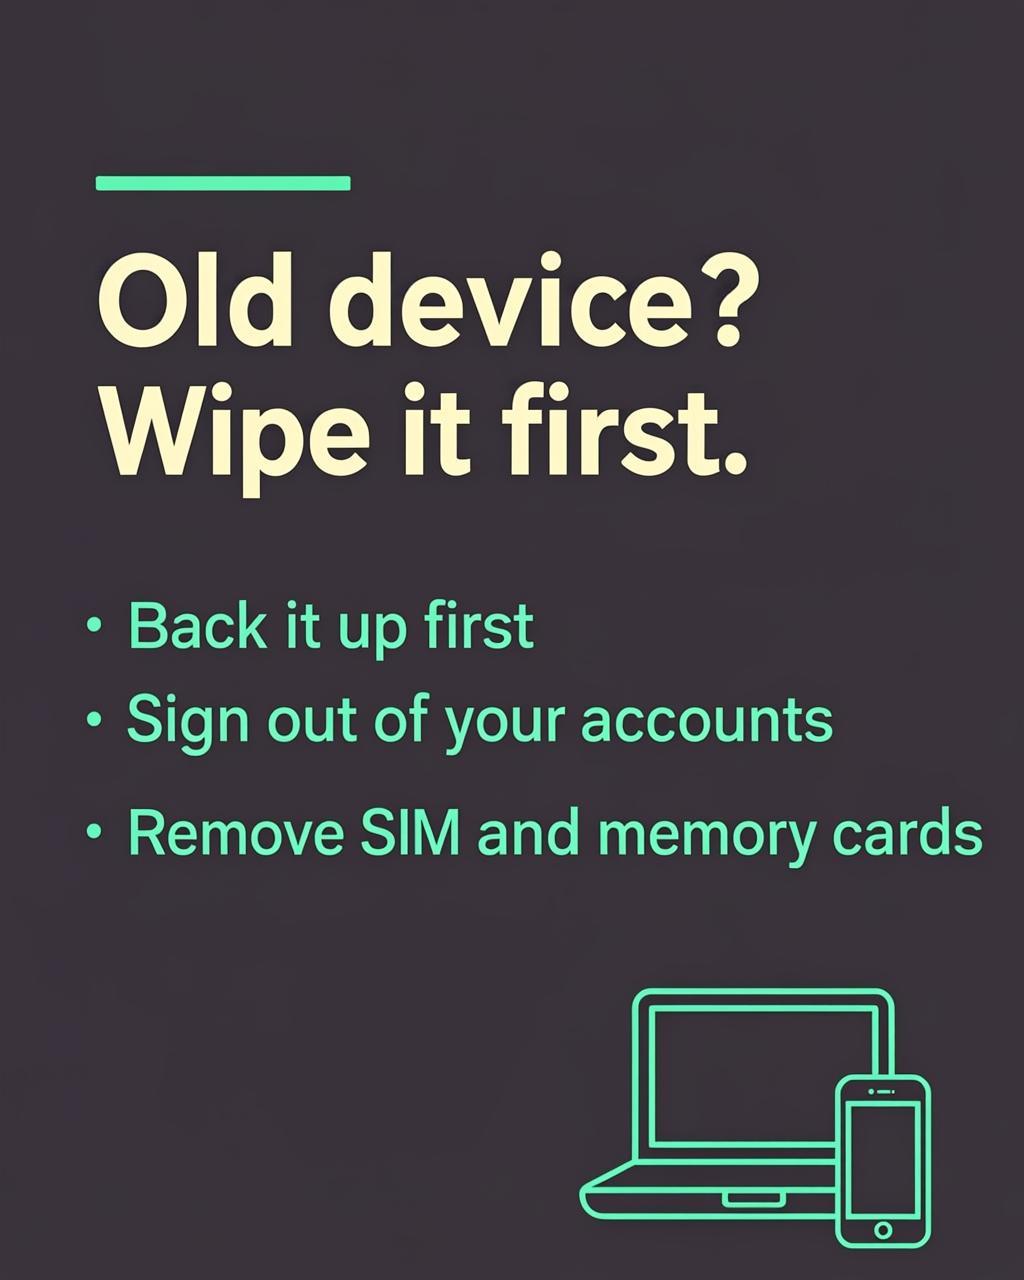 Old device?
Wipe it first.
• Back it up first
• Sign out of your accounts
• Remove SIM and memory cards